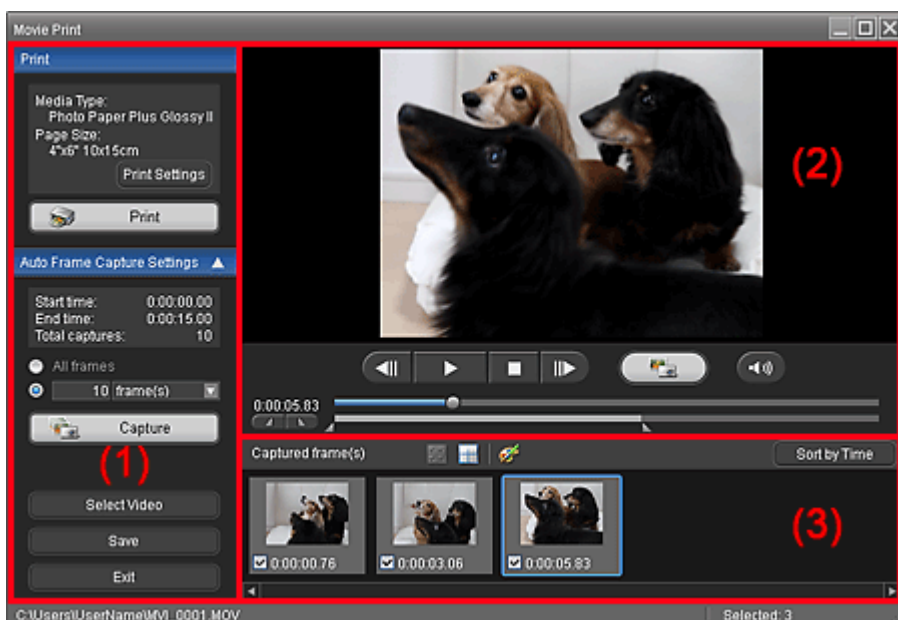 Movie Print
Print
Media Type:
Photo Paper Plus Glossy II
Page Size:
4"x6" 10x15cm
Print Settings
Print
Auto Frame Capture Settings
Start time: 0:00:00.00
End time: 0:00:15.00
Total captures: 10
All frames
10 frame(s)
Capture
(1)
Select Video
Save
Exit
(2)
0:00:05.83
Captured frame(s)
Sort by Time
0:00:00.76
0:00:03.06
0:00:05.83
(3)
C:\Users\UserName\MVI_0001.MOV
Selected: 3